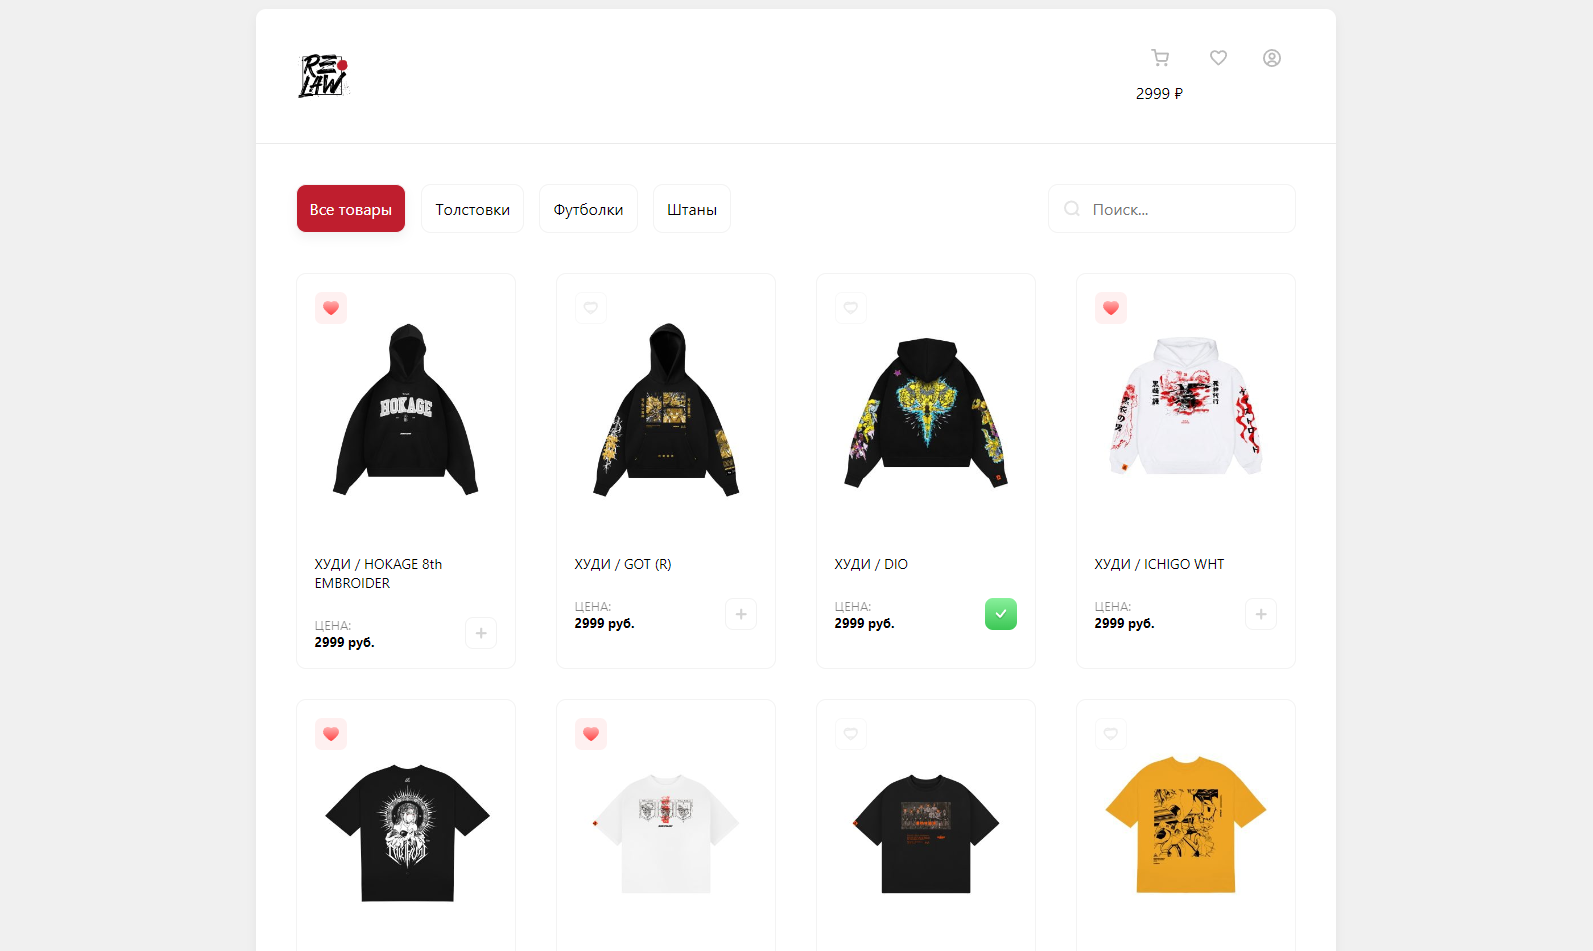 RE
LAW
2999 ₽
Все товары
Толстовки
Футболки
Штаны
Поиск...
HOKAGE
ХУДИ / HOKAGE 8th
EMBROIDER
ЦЕНА:
2999 руб.
ХУДИ / GOT (R)
ЦЕНА:
2999 руб.
ХУДИ / DIO
ЦЕНА:
2999 руб.
ХУДИ / ICHIGO WHT
ЦЕНА:
2999 руб.